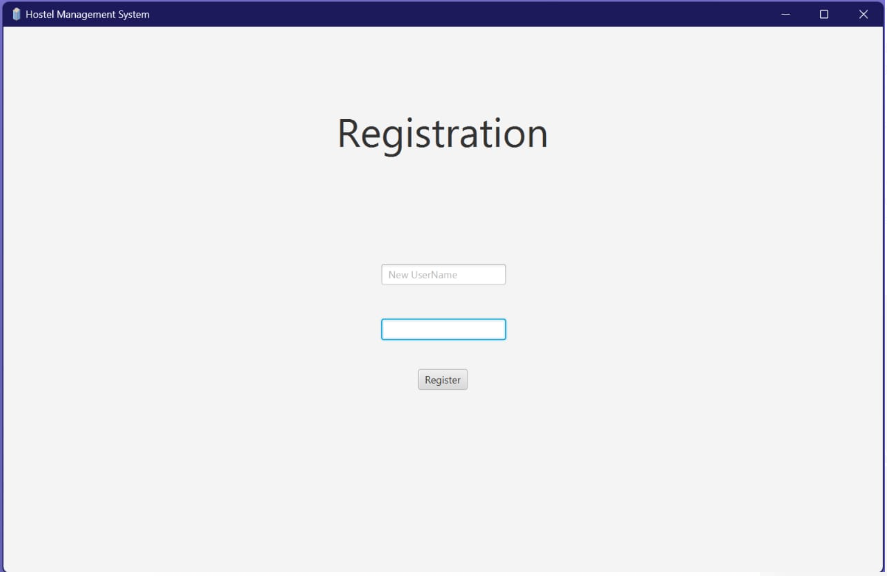 Hostel Management System
Registration
New UserName
Register